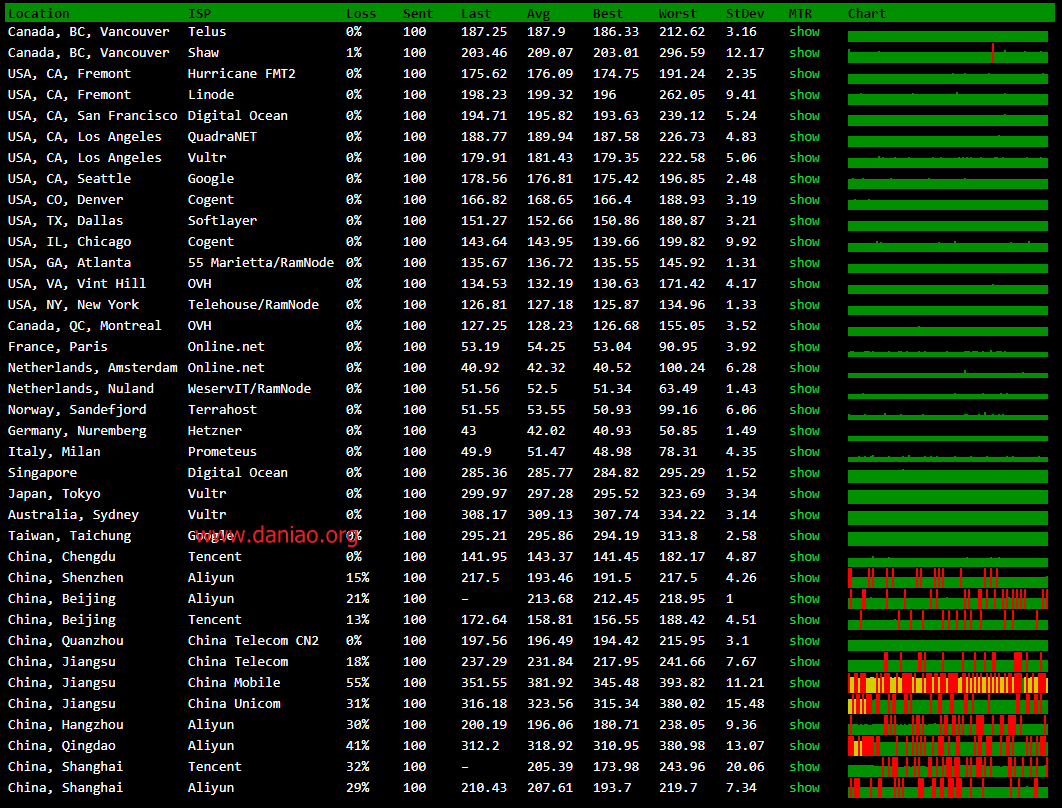 Location ISP Loss Sent Last Avg Best Worst StDev MTR Chart
Canada, BC, Vancouver Telus 0% 100 187.25 187.9 186.33 212.62 3.16 show
Canada, BC, Vancouver Shaw 1% 100 203.46 209.07 203.01 296.59 12.17 show
USA, CA, Fremont Hurricane FMT2 0% 100 175.62 176.09 174.75 191.24 2.35 show
USA, CA, Fremont Linode 0% 100 198.23 199.32 196 262.05 9.41 show
USA, CA, San Francisco Digital Ocean 0% 100 194.71 195.82 193.63 239.12 5.24 show
USA, CA, Los Angeles QuadraNET 0% 100 188.77 189.94 187.58 226.73 4.83 show
USA, CA, Los Angeles Vultr 0% 100 179.91 181.43 179.35 222.58 5.06 show
USA, CA, Seattle Google 0% 100 178.56 176.81 175.42 196.85 2.48 show
USA, CO, Denver Cogent 0% 100 166.82 168.65 166.4 188.93 3.19 show
USA, TX, Dallas Softlayer 0% 100 151.27 152.66 150.86 180.87 3.21 show
USA, IL, Chicago Cogent 0% 100 143.64 143.95 139.66 199.82 9.92 show
USA, GA, Atlanta 55 Marietta/RamNode 0% 100 135.67 136.72 135.55 145.92 1.31 show
USA, VA, Vint Hill OVH 0% 100 134.53 132.19 130.63 171.42 4.17 show
USA, NY, New York Telehouse/RamNode 0% 100 126.81 127.18 125.87 134.96 1.33 show
Canada, QC, Montreal OVH 0% 100 127.25 128.23 126.68 155.05 3.52 show
France, Paris Online.net 0% 100 53.19 54.25 53.04 90.95 3.92 show
Netherlands, Amsterdam Online.net 0% 100 40.92 42.32 40.52 100.24 6.28 show
Netherlands, Nuland WeservIT/RamNode 0% 100 51.56 52.5 51.34 63.49 1.43 show
Norway, Sandefjord Terrahost 0% 100 51.55 53.55 50.93 99.16 6.06 show
Germany, Nuremberg Hetzner 0% 100 43 42.02 40.93 50.85 1.49 show
Italy, Milan Prometeus 0% 100 49.9 51.47 48.98 78.31 4.35 show
Singapore Digital Ocean 0% 100 285.36 285.77 284.82 295.29 1.52 show
Japan, Tokyo Vultr 0% 100 299.97 297.28 295.52 323.69 3.34 show
Australia, Sydney Vultr 0% 100 308.17 309.13 307.74 334.22 3.14 show
Taiwan, Taichung Google 0% 100 295.21 295.86 294.19 313.8 2.58 show
www.daniao.org
China, Chengdu Tencent 0% 100 141.95 143.37 141.45 182.17 4.87 show
China, Shenzhen Aliyun 15% 100 217.5 193.46 191.5 217.5 4.26 show
China, Beijing Aliyun 21% 100 – 213.68 212.45 218.95 1 show
China, Beijing Tencent 13% 100 172.64 158.81 156.55 188.42 4.51 show
China, Quanzhou China Telecom CN2 0% 100 197.56 196.49 194.42 215.95 3.1 show
China, Jiangsu China Telecom 18% 100 237.29 231.84 217.95 241.66 7.67 show
China, Jiangsu China Mobile 55% 100 351.55 381.92 345.48 393.82 11.21 show
China, Jiangsu China Unicom 31% 100 316.18 323.56 315.34 380.02 15.48 show
China, Hangzhou Aliyun 30% 100 200.19 196.06 180.71 238.05 9.36 show
China, Qingdao Aliyun 41% 100 312.2 318.92 310.95 380.98 13.07 show
China, Shanghai Tencent 32% 100 – 205.39 173.98 243.96 20.06 show
China, Shanghai Aliyun 29% 100 210.43 207.61 193.7 219.7 7.34 show